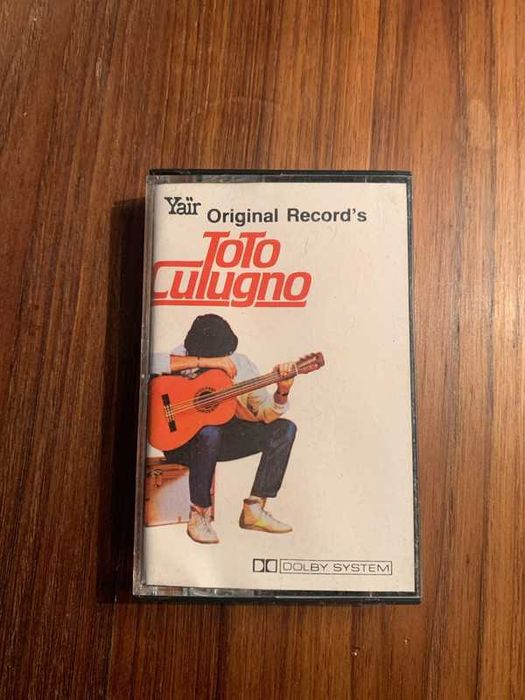 Yaïr Original Record's
ToTo
Cutugno
DOLBY SYSTEM